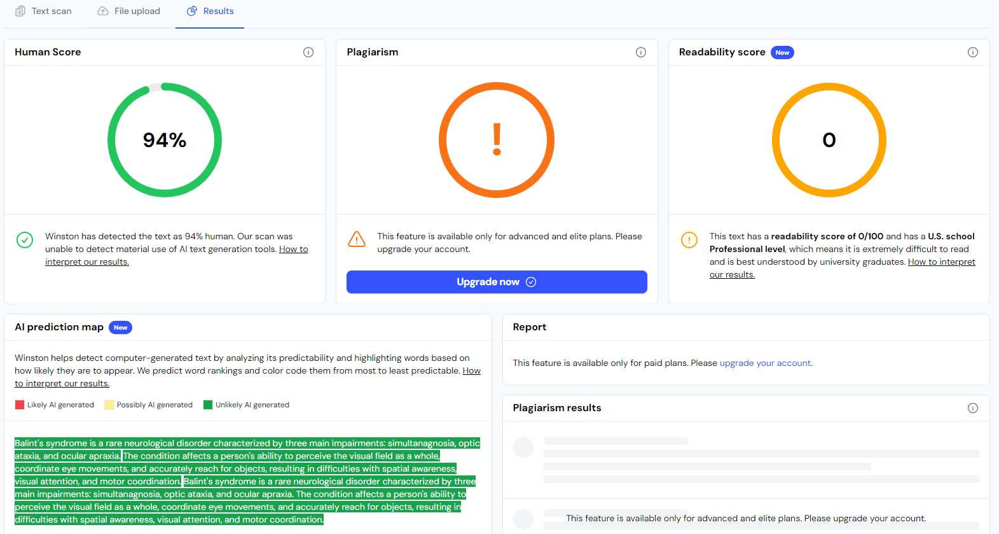 Text scan
File upload
Results
Human Score
94%
Winston has detected the text as 94% human. Our scan was
unable to detect material use of AI text generation tools. How to
interpret our results.
Plagiarism
!
This feature is available only for advanced and elite plans. Please
upgrade your account.
Upgrade now
Readability score New
0
This text has a readability score of 0/100 and has a U.S. school
Professional level, which means it is extremely difficult to read
and is best understood by university graduates. How to interpret
our results.
AI prediction map New
Winston helps detect computer-generated text by analyzing its predictability and highlighting words based on
how likely they are to appear. We predict word rankings and color code them from most to least predictable. How
to interpret our results.
Likely AI generated
Possibly AI generated
Unlikely AI generated
Balint's syndrome is a rare neurological disorder characterized by three main impairments: simultanagnosia, optic
ataxia, and ocular apraxia. The condition affects a person's ability to perceive the visual field as a whole,
coordinate eye movements, and accurately reach for objects, resulting in difficulties with spatial awareness,
visual attention, and motor coordination. Balint's syndrome is a rare neurological disorder characterized by three
main impairments: simultanagnosia, optic ataxia, and ocular apraxia. The condition affects a person's ability to
perceive the visual field as a whole, coordinate eye movements, and accurately reach for objects, resulting in
difficulties with spatial awareness, visual attention, and motor coordination.
Report
This feature is available only for paid plans. Please upgrade your account.
Plagiarism results
This feature is available only for advanced and elite plans. Please upgrade your account.